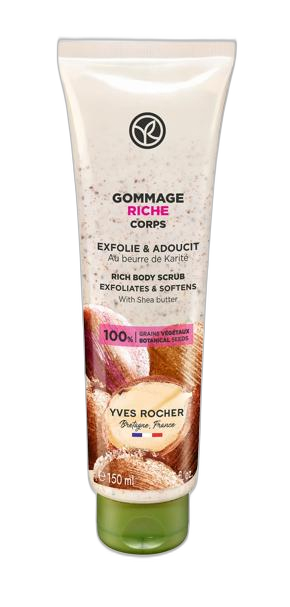 GOMMAGE
RICHE
CORPS
EXFOLIE & ADOUCIT
Au beurre de Karité
RICH BODY SCRUB
EXFOLIATES & SOFTENS
With Shea butter
100% GRAINS VÉGÉTAUX
BOTANICAL SEEDS
YVES ROCHER
Bretagne, France
℮ 150 ml